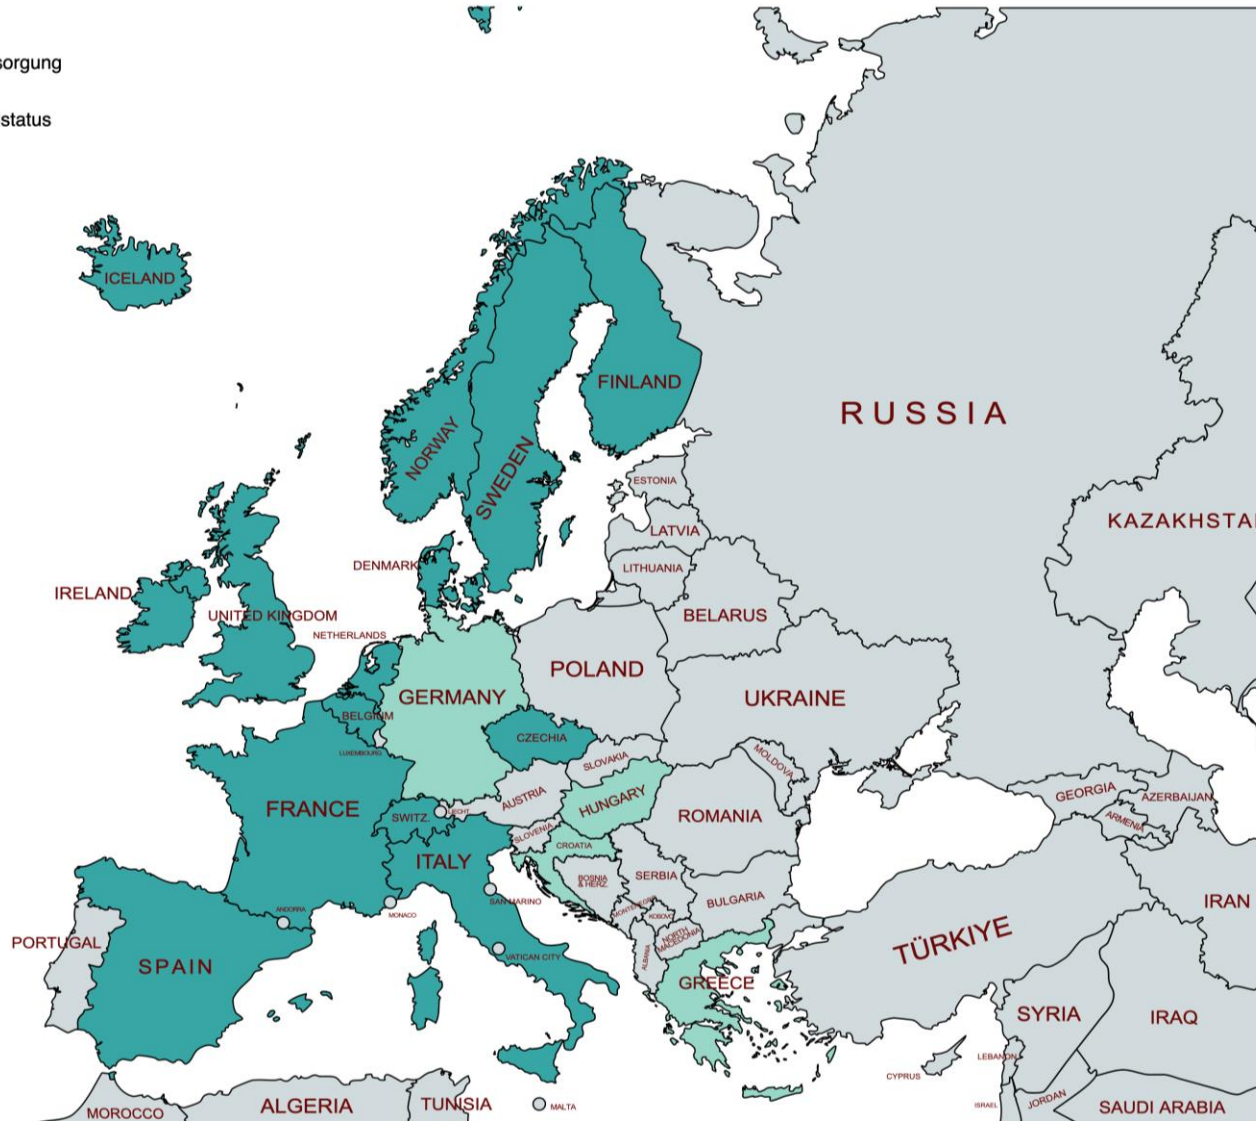 sorgung
status
ICELAND
FINLAND
NORWAY
SWEDEN
RUSSIA
ESTONIA
LATVIA
LITHUANIA
KAZAKHSTA
DENMARK
IRELAND
UNITED KINGDOM
NETHERLANDS
BELARUS
POLAND
GERMANY
UKRAINE
BELGIUM
LUXEMBOURG
CZECHIA
SLOVAKIA
MOLDOVA
AUSTRIA
HUNGARY
FRANCE
SWITZ.
LIECHT.
ROMANIA
GEORGIA
AZERBAIJAN
ARMENIA
SLOVENIA
CROATIA
ITALY
BOSNIA
& HERZ.
SERBIA
SAN MARINO
MONACO
ANDORRA
MONTENEGRO
KOSOVO
BULGARIA
IRAN
PORTUGAL
SPAIN
VATICAN CITY
NORTH
MACEDONIA
ALBANIA
TÜRKIYE
GREECE
SYRIA
IRAQ
LEBANON
CYPRUS
MOROCCO
ALGERIA
TUNISIA
MALTA
ISRAEL
JORDAN
SAUDI ARABIA